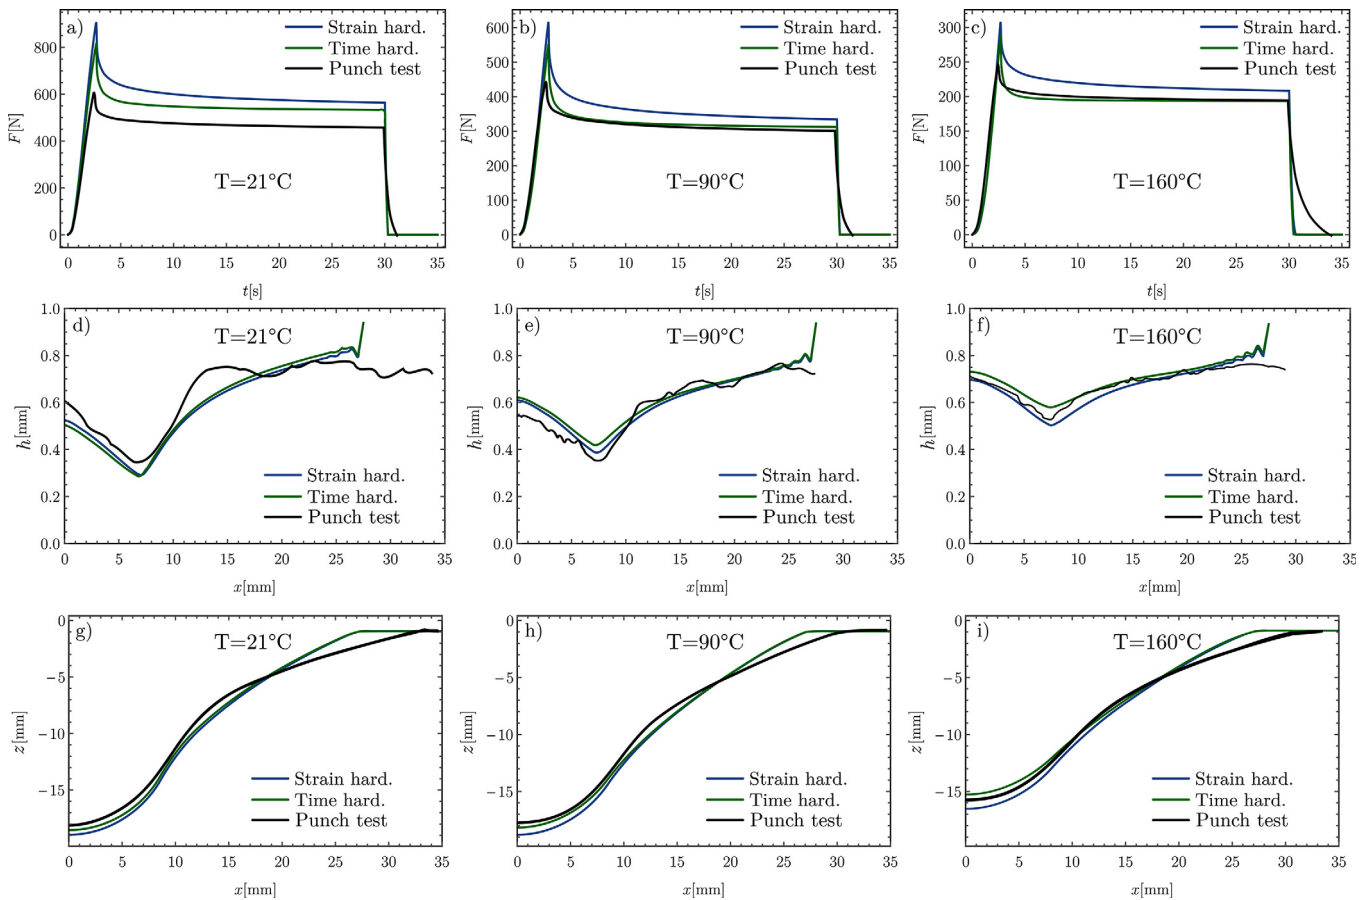 a)
Strain hard.
Time hard.
Punch test
T=21°C
F[N]
800
600
400
200
0
0 5 10 15 20 25 30 35
t[s]
b)
Strain hard.
Time hard.
Punch test
T=90°C
F[N]
600
500
400
300
200
100
0
0 5 10 15 20 25 30 35
t[s]
c)
Strain hard.
Time hard.
Punch test
T=160°C
F[N]
300
250
200
150
100
50
0
0 5 10 15 20 25 30 35
t[s]
d)
T=21°C
Strain hard.
Time hard.
Punch test
h[mm]
1.0
0.8
0.6
0.4
0.2
0.0
0 5 10 15 20 25 30 35
x[mm]
e)
T=90°C
Strain hard.
Time hard.
Punch test
h[mm]
1.0
0.8
0.6
0.4
0.2
0.0
0 5 10 15 20 25 30 35
x[mm]
f)
T=160°C
Strain hard.
Time hard.
Punch test
h[mm]
1.0
0.8
0.6
0.4
0.2
0.0
0 5 10 15 20 25 30 35
x[mm]
g)
T=21°C
Strain hard.
Time hard.
Punch test
z[mm]
0
−5
−10
−15
0 5 10 15 20 25 30 35
x[mm]
h)
T=90°C
Strain hard.
Time hard.
Punch test
z[mm]
0
−5
−10
−15
0 5 10 15 20 25 30 35
x[mm]
i)
T=160°C
Strain hard.
Time hard.
Punch test
z[mm]
0
−5
−10
−15
0 5 10 15 20 25 30 35
x[mm]